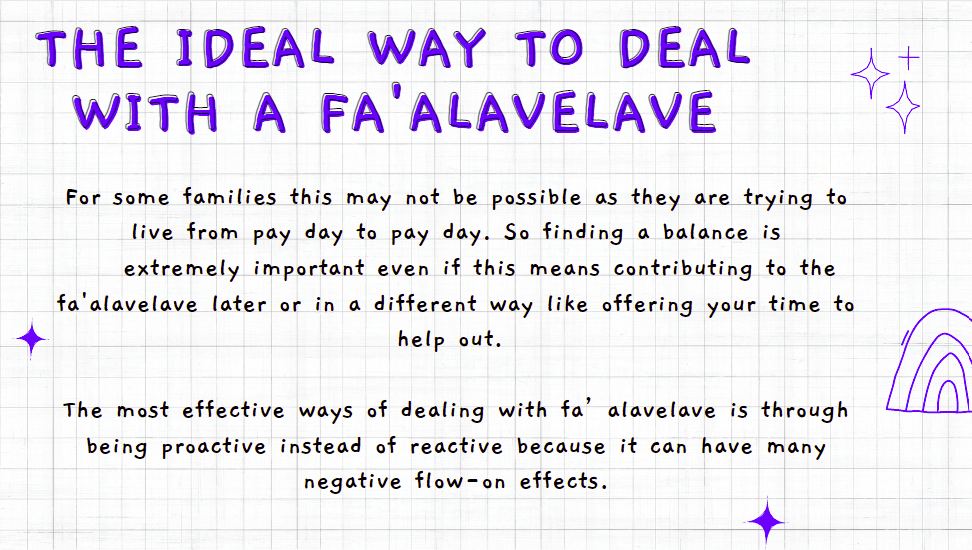 THE IDEAL WAY TO DEAL
WITH A FA'ALAVELAVE
For some families this may not be possible as they are trying to
live from pay day to pay day. So finding a balance is
extremely important even if this means contributing to the
fa'alavelave later or in a different way like offering your time to
help out.
The most effective ways of dealing with fa’ alavelave is through
being proactive instead of reactive because it can have many
negative flow-on effects.